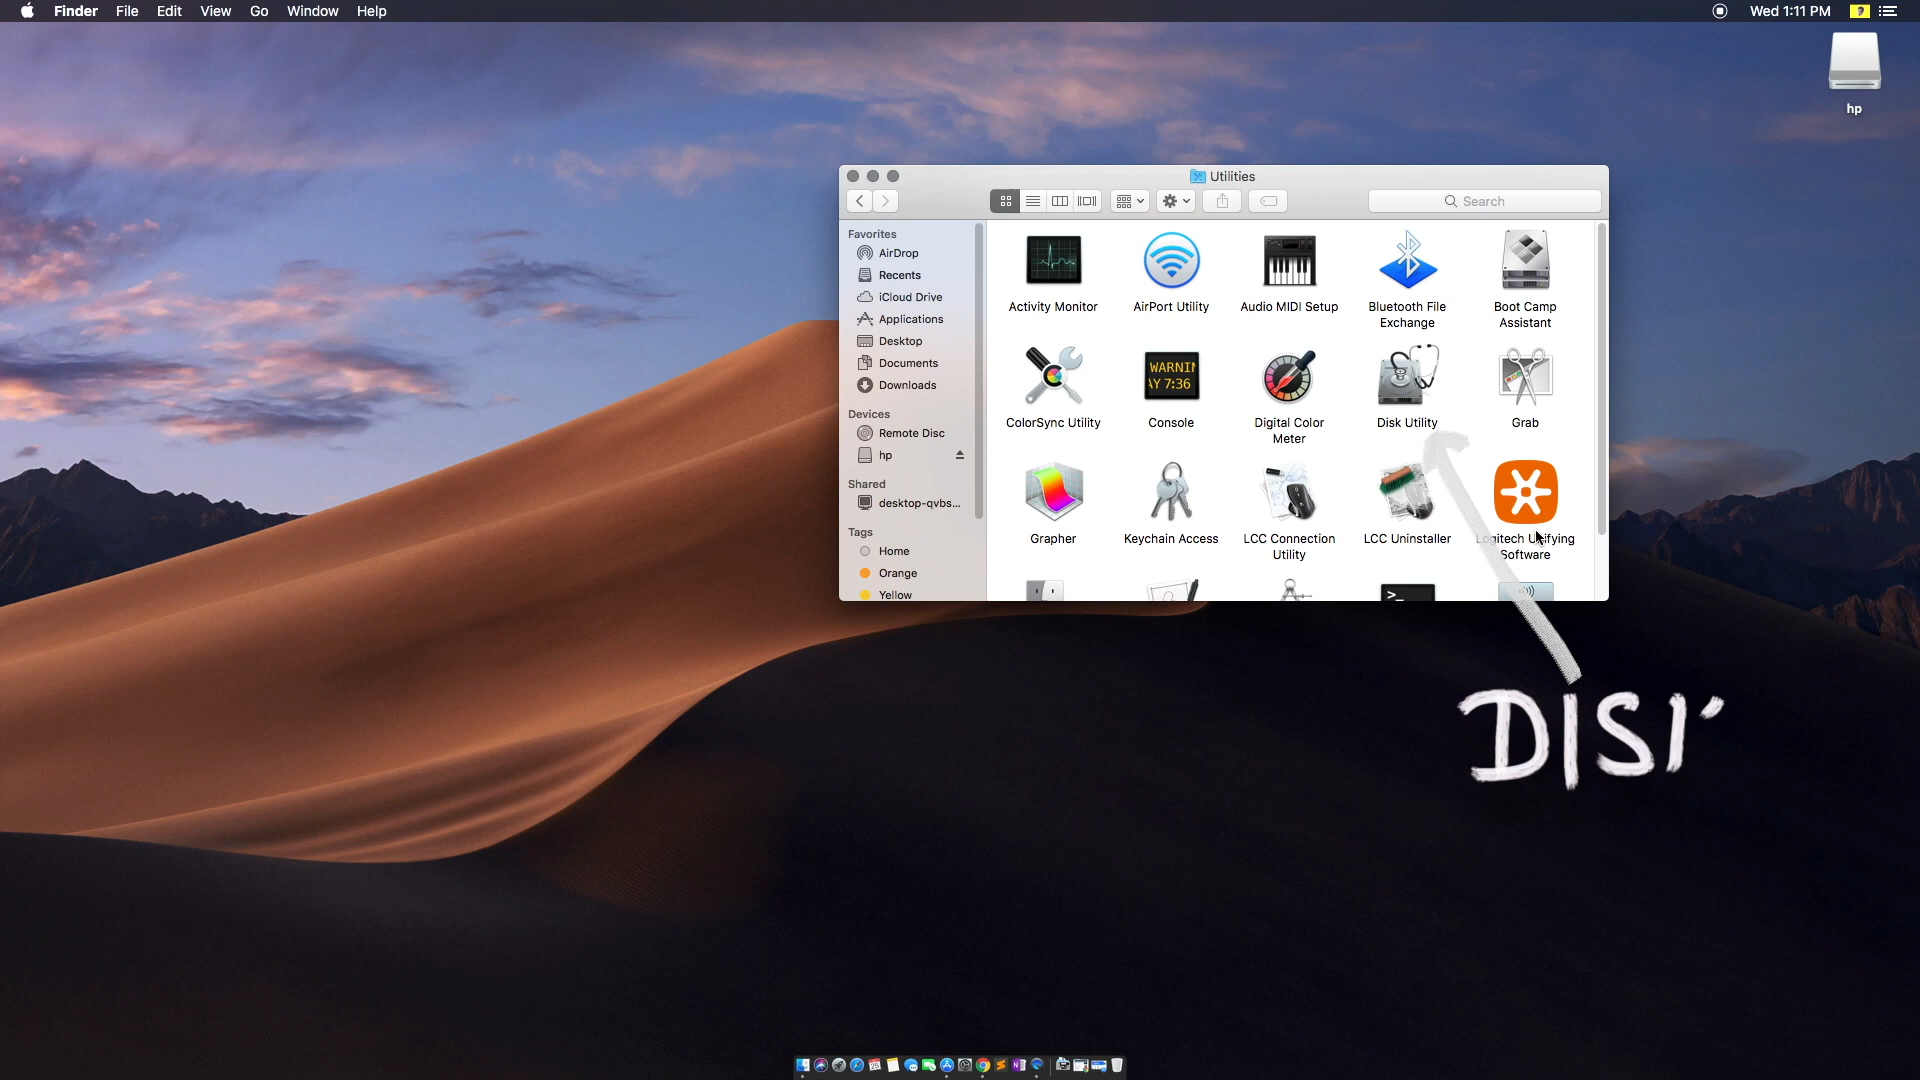 Finder File Edit View Go Window Help
Wed 1:11 PM
hp
Utilities
Search
Favorites
AirDrop
Recents
iCloud Drive
Applications
Desktop
Documents
Downloads
Devices
Remote Disc
hp
Shared
desktop-qvbs...
Tags
Home
Orange
Yellow
Activity Monitor
AirPort Utility
Audio MIDI Setup
Bluetooth File
Exchange
Boot Camp
Assistant
ColorSync Utility
WARNIN
AY 7:36
Console
Digital Color
Meter
Disk Utility
Grab
Grapher
Keychain Access
LCC Connection
Utility
LCC Uninstaller
Logitech Unifying
Software
>_
DISI'